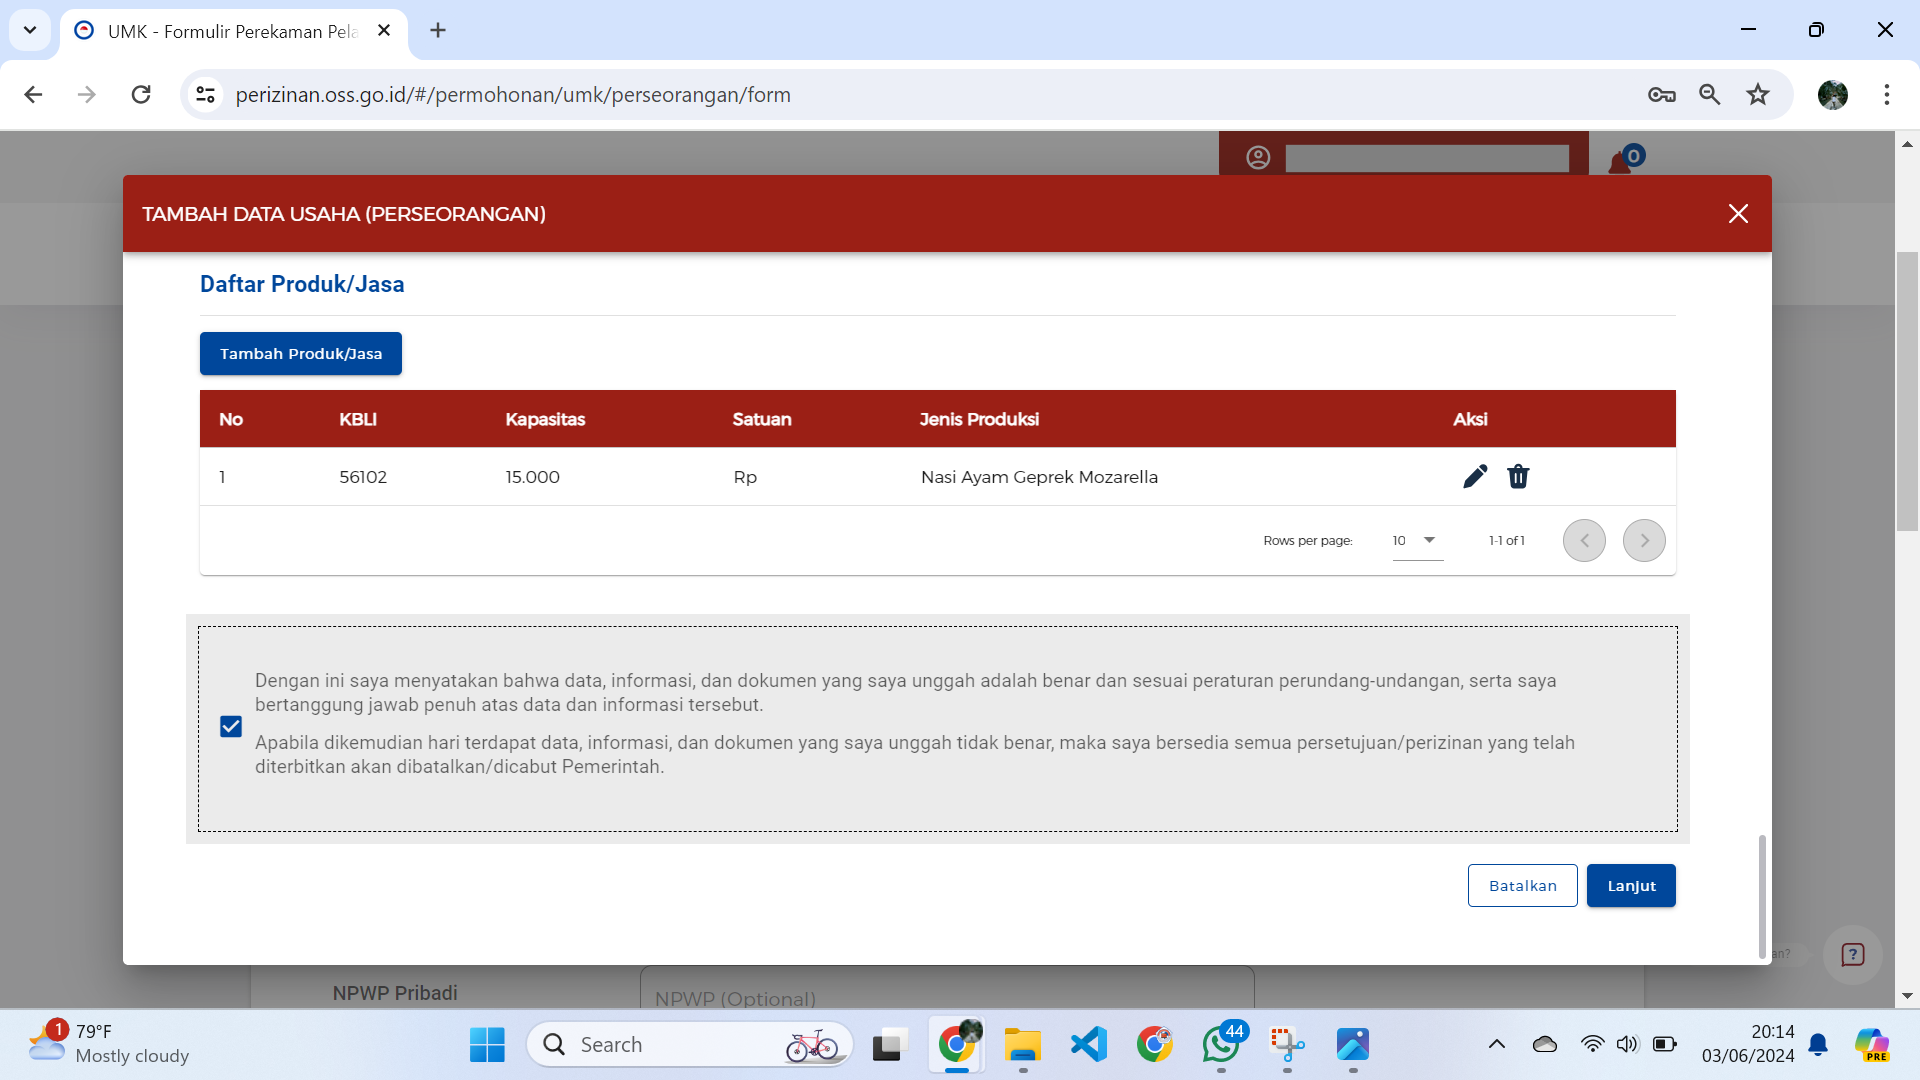 UMK - Formulir Perekaman Pela
perizinan.oss.go.id/#/permohonan/umk/perseorangan/form
0
TAMBAH DATA USAHA (PERSEORANGAN)
Daftar Produk/Jasa
Tambah Produk/Jasa
No KBLI Kapasitas Satuan Jenis Produksi Aksi
1 56102 15.000 Rp Nasi Ayam Geprek Mozarella
Rows per page: 10 1-1 of 1
Dengan ini saya menyatakan bahwa data, informasi, dan dokumen yang saya unggah adalah benar dan sesuai peraturan perundang-undangan, serta saya
bertanggung jawab penuh atas data dan informasi tersebut.
Apabila dikemudian hari terdapat data, informasi, dan dokumen yang saya unggah tidak benar, maka saya bersedia semua persetujuan/perizinan yang telah
diterbitkan akan dibatalkan/dicabut Pemerintah.
Batalkan Lanjut
an?
?
NPWP Pribadi NPWP (Optional)
1 79°F
Mostly cloudy
Search
44
20:14
03/06/2024
PRE